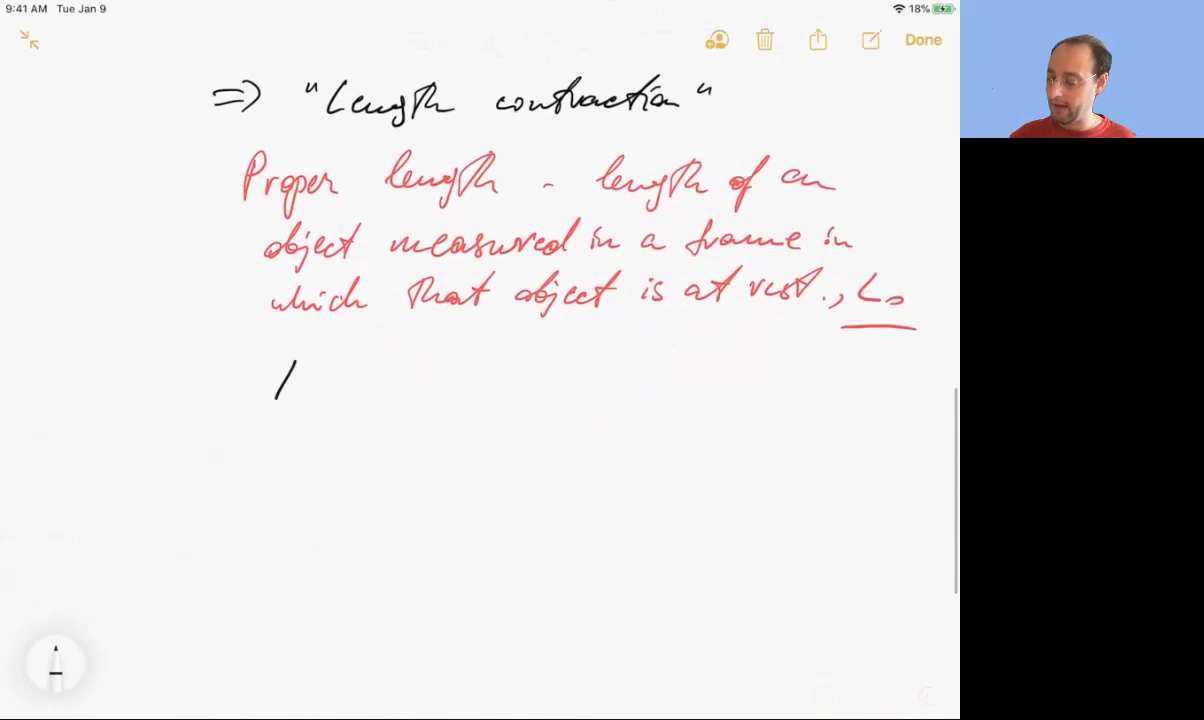 9:41 AM Tue Jan 9
18%
Done
=> "Length contraction"
Proper length - length of an
object measured in a frame in
which that object is at rest., L₀